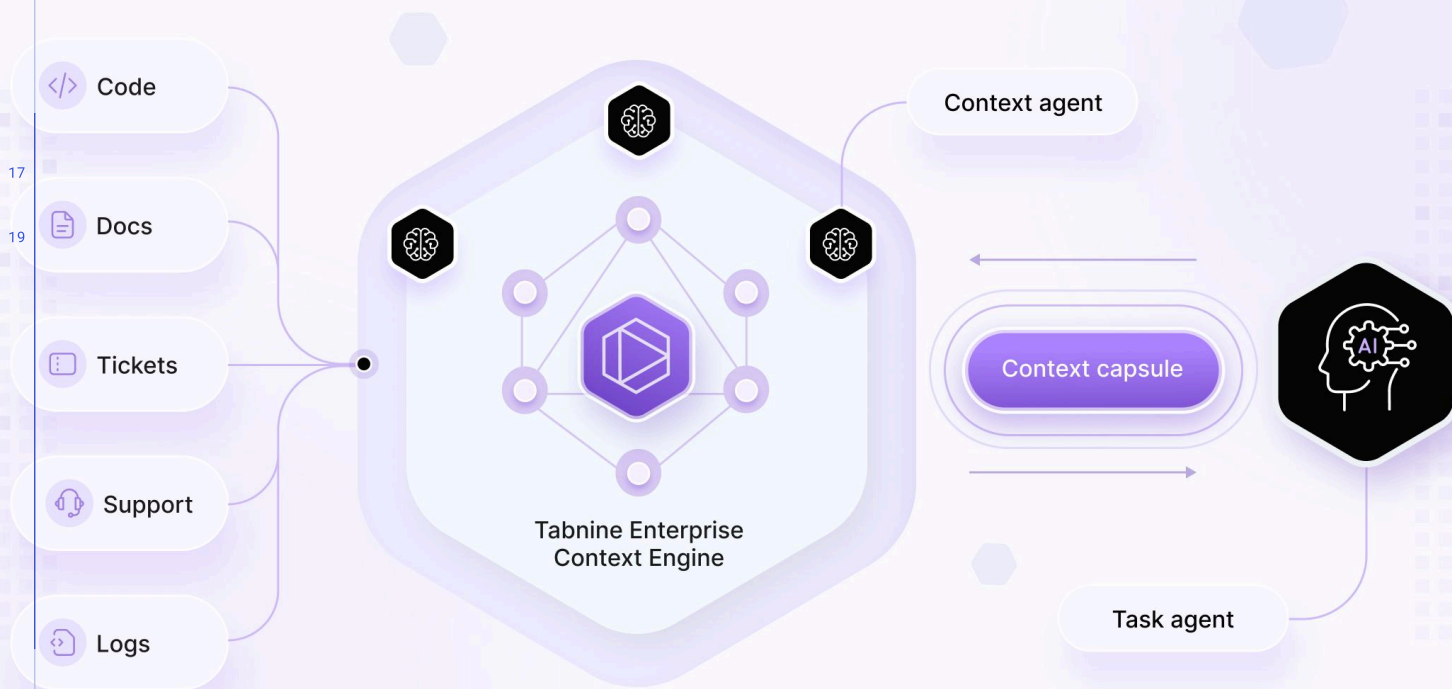 Code
Context agent
17
Docs
19
Tickets
Context capsule
AI
Support
Tabnine Enterprise
Context Engine
Task agent
Logs